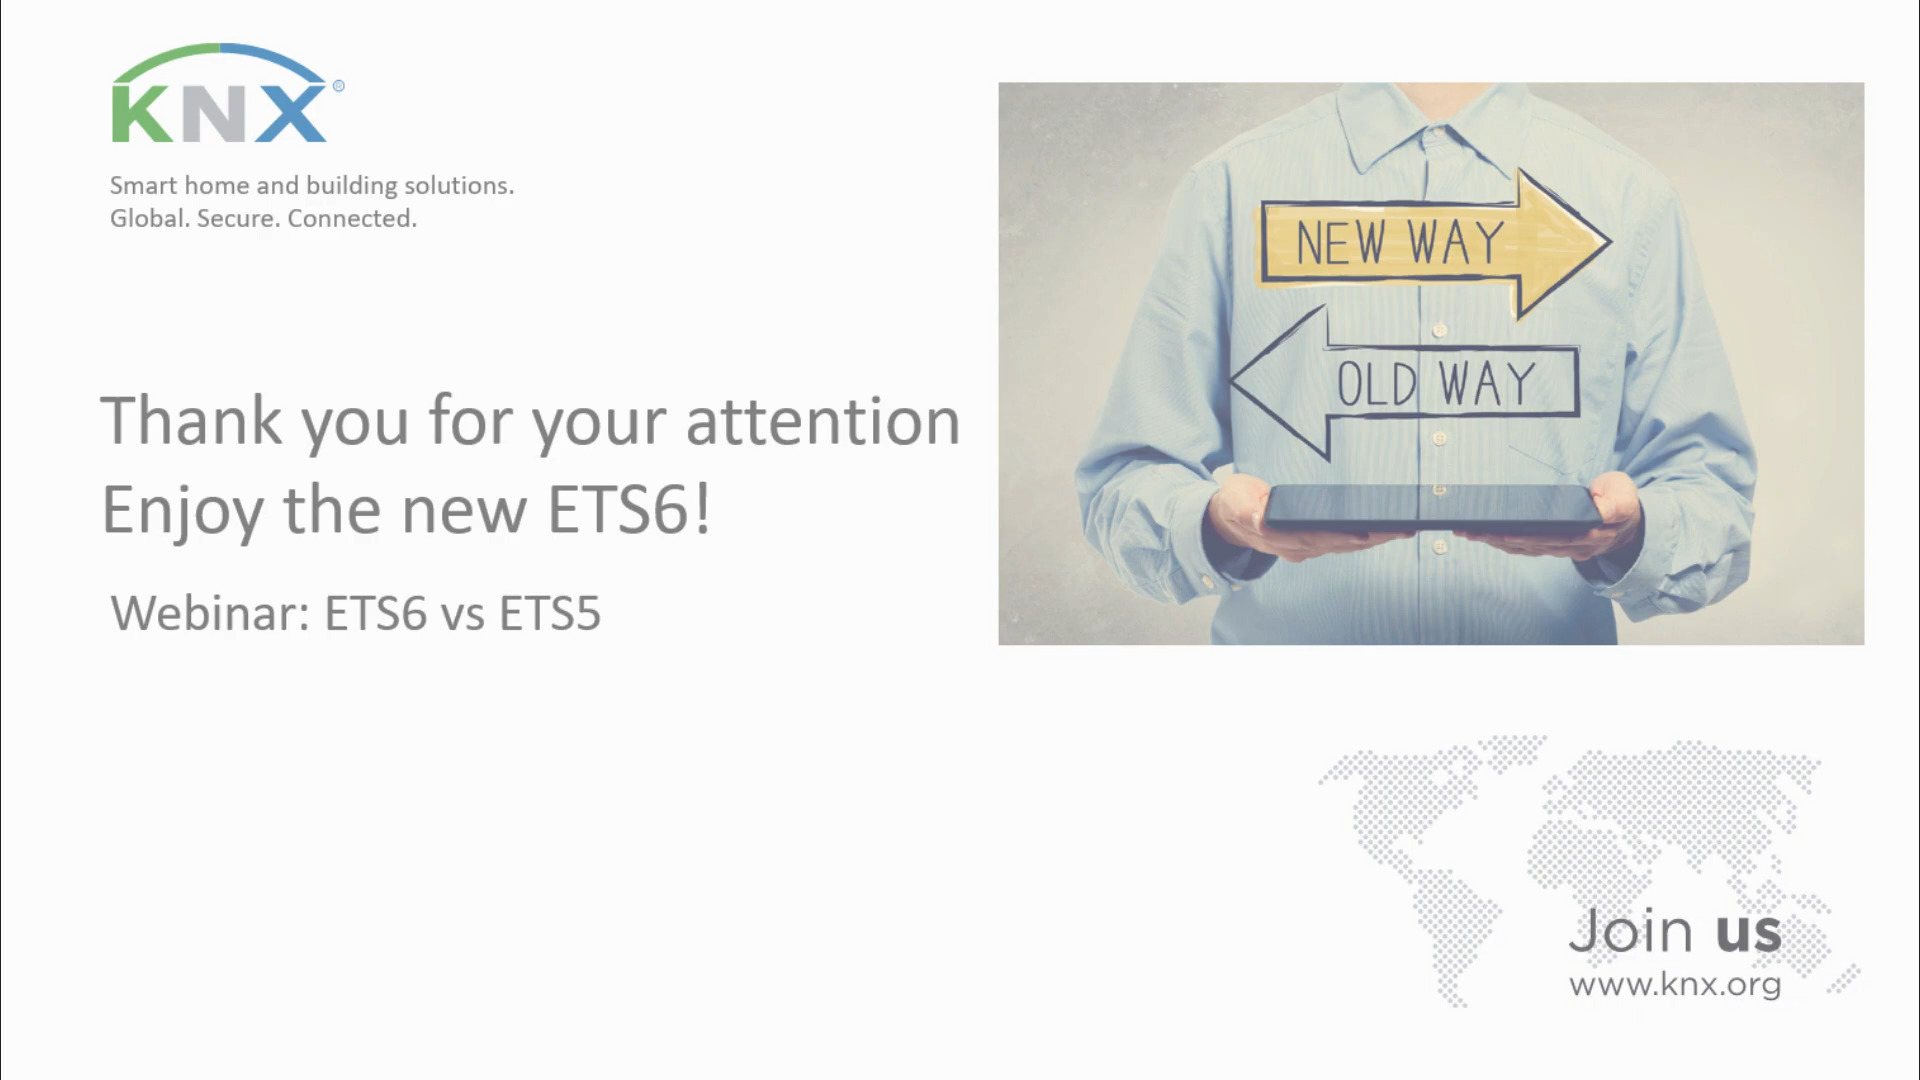 KNX®
Smart home and building solutions.
Global. Secure. Connected.
Thank you for your attention
Enjoy the new ETS6!
Webinar: ETS6 vs ETS5
NEW WAY
OLD WAY
Join us
www.knx.org